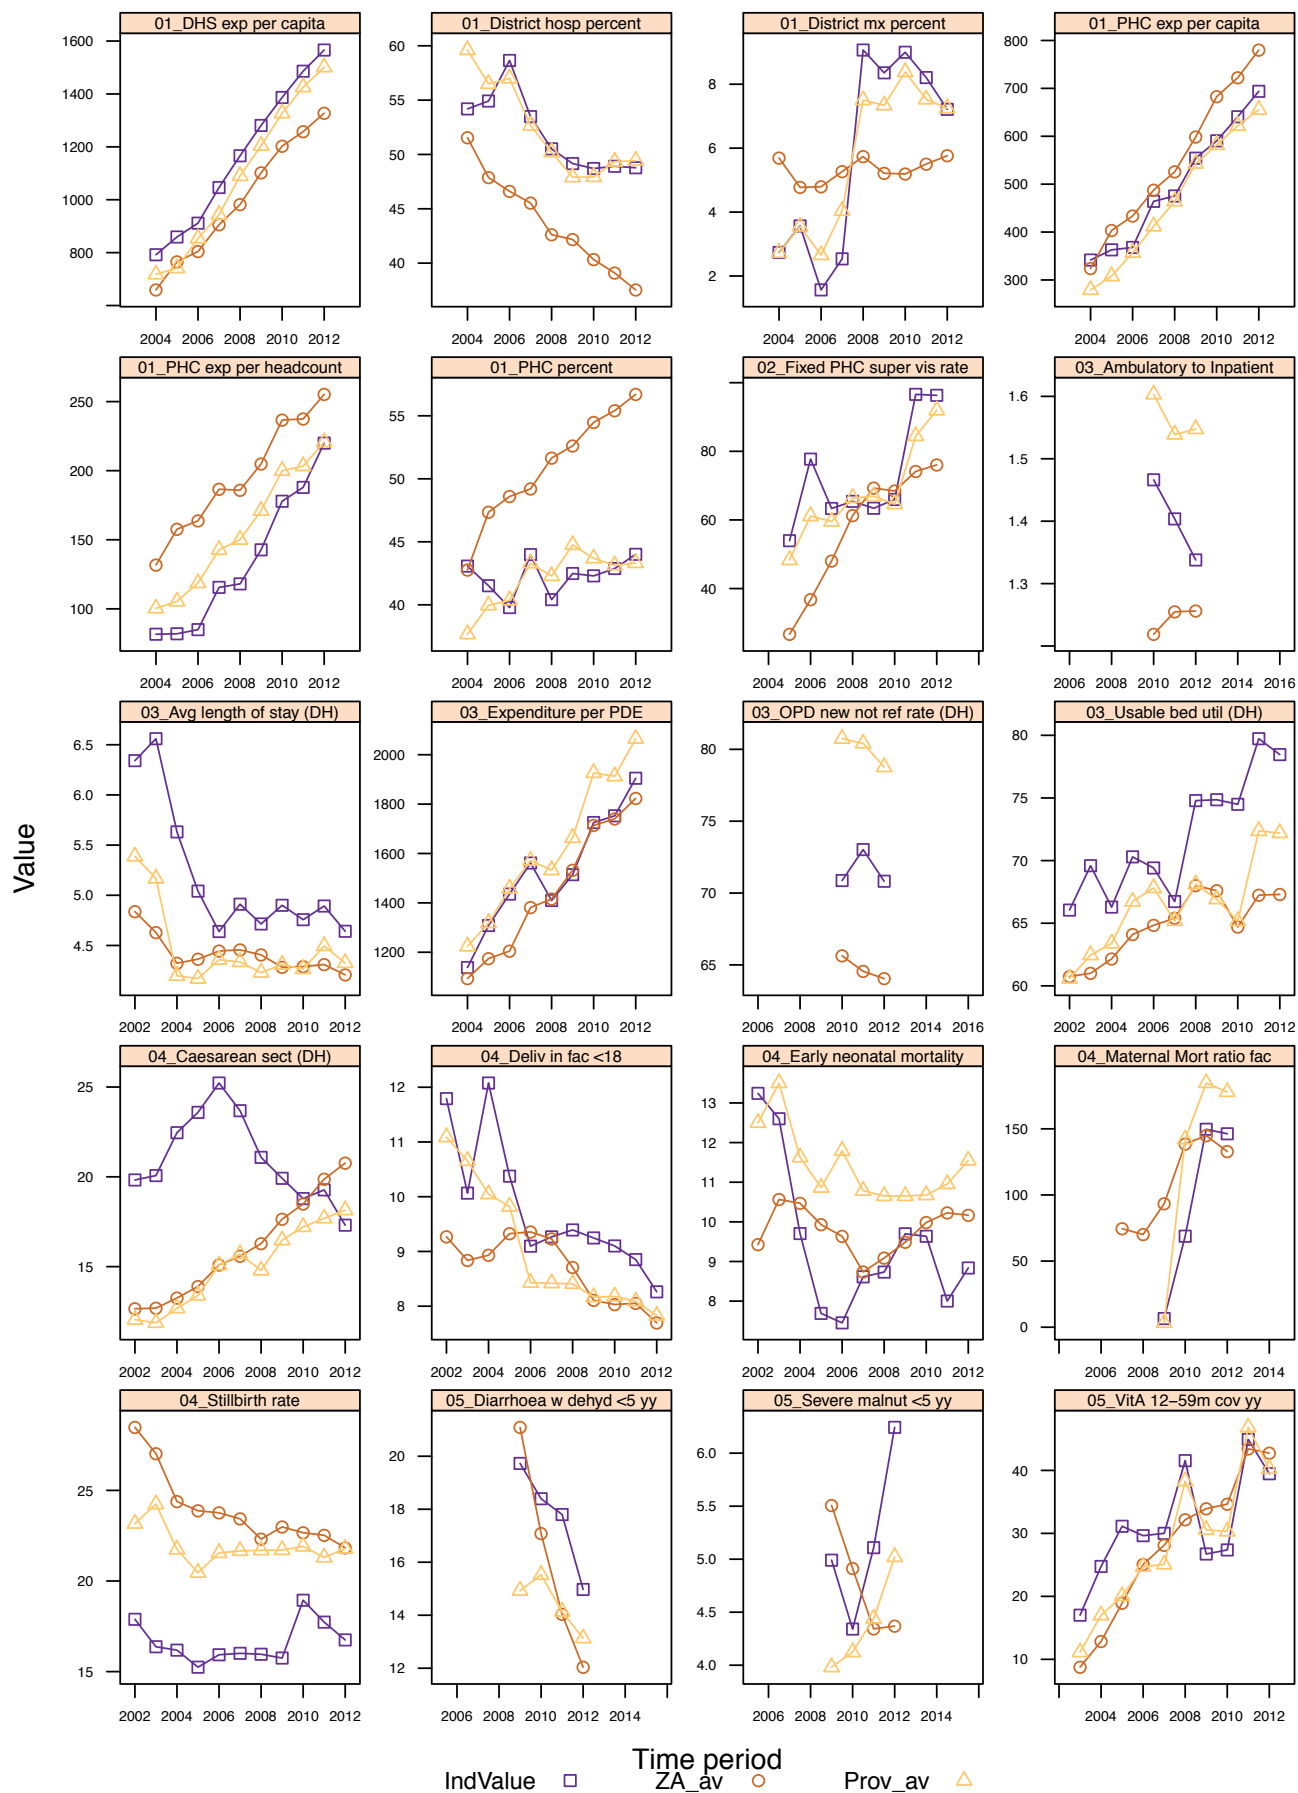 01_DHS exp per capita 01_District hosp percent 01_District mx percent 01_PHC exp per capita
1600 60 8 800
1400 55 6 700
1200 50 4 600
1000 45 2 500
800 40 400
300
2004 2006 2008 2010 2012 2004 2006 2008 2010 2012 2004 2006 2008 2010 2012 2004 2006 2008 2010 2012
01_PHC exp per headcount 01_PHC percent 02_Fixed PHC super vis rate 03_Ambulatory to Inpatient
250 55 80 1.6
200 50 60 1.5
150 45 40 1.4
100 40 1.3
2004 2006 2008 2010 2012 2004 2006 2008 2010 2012 2004 2006 2008 2010 2012 2006 2010 2012 2014 2016
03_Avg length of stay (DH) 03_Expenditure per PDE 03_OPD new not ref rate (DH) 03_Usable bed util (DH)
6.5 2000 80 80
6.0 1800 75 75
5.5 1600 70 70
5.0 1400 65 65
4.5 1200 60
2002 2004 2006 2008 2010 2012 2004 2006 2008 2010 2012 2006 2008 2010 2012 2014 2016 2002 2004 2006 2008 2010 2012
04_Caesarean sect (DH) 04_Deliv in fac <18 04_Early neonatal mortality 04_Maternal Mort ratio fac
25 12 13 150
20 11 12 100
15 10 11 50
9 10 0
8 9
8
2002 2004 2006 2008 2010 2012 2002 2004 2006 2008 2010 2012 2002 2004 2006 2008 2010 2012 2006 2008 2010 2012 2014
04_Stillbirth rate 05_Diarrhoea w dehyd <5 yy 05_Severe malnut <5 yy 05_VitA 12−59m cov yy
25 20 6.0 40
20 18 5.5 30
15 16 5.0 20
14 4.5 10
12 4.0
2002 2004 2006 2008 2010 2012 2006 2008 2010 2012 2014 2006 2008 2010 2012 2014 2004 2006 2008 2010 2012
Value
Time period
IndValue ZA_av Prov_av